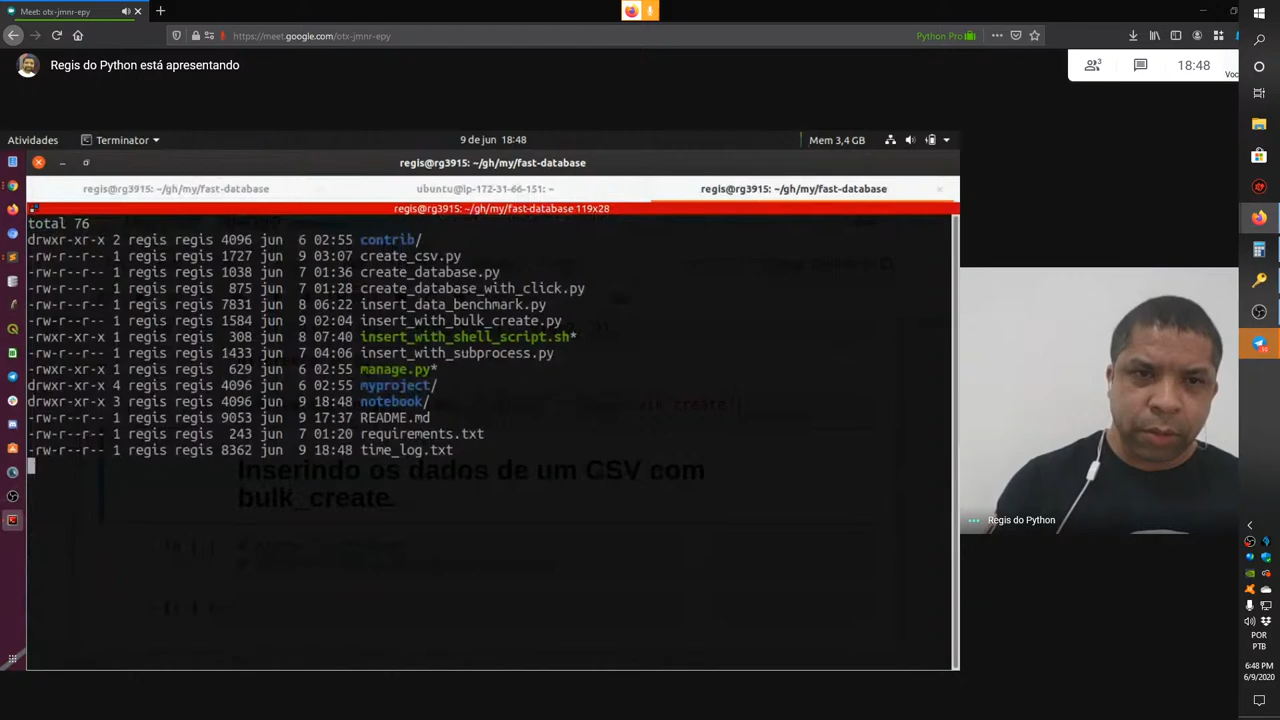 Meet: otx-jmnr-epy
https://meet.google.com/otx-jmnr-epy
Python Pro
Regis do Python está apresentando
3
18:48
Voc
Atividades
Terminator
9 de jun 18:48
Mem 3,4 GB
regis@rg3915: ~/gh/my/fast-database
regis@rg3915: ~/gh/my/fast-database
ubuntu@ip-172-31-66-151: ~
regis@rg3915: ~/gh/my/fast-database
regis@rg3915: ~/gh/my/fast-database 119x28
total 76
drwxr-xr-x 2 regis regis 4096 jun  6 02:55 contrib/
-rw-r--r-- 1 regis regis 1727 jun  9 03:07 create_csv.py
-rw-r--r-- 1 regis regis 1038 jun  7 01:36 create_database.py
-rw-r--r-- 1 regis regis  875 jun  7 01:28 create_database_with_click.py
-rw-r--r-- 1 regis regis 7831 jun  8 06:22 insert_data_benchmark.py
-rw-r--r-- 1 regis regis 1584 jun  9 02:04 insert_with_bulk_create.py
-rw-r--r-- 1 regis regis  308 jun  8 07:40 insert_with_shell_script.sh*
-rw-r--r-- 1 regis regis 1433 jun  7 04:06 insert_with_subprocess.py
-rw-r--r-- 1 regis regis  629 jun  6 02:55 manage.py*
drwxr-xr-x 4 regis regis 4096 jun  6 02:55 myproject/
drwxr-xr-x 3 regis regis 4096 jun  9 18:48 notebook/
-rw-r--r-- 1 regis regis 9053 jun  9 17:37 README.md
-rw-r--r-- 1 regis regis  243 jun  7 01:20 requirements.txt
-rw-r--r-- 1 regis regis 8362 jun  9 18:48 time_log.txt
Inserindo os dados de um CSV com
bulk_create.
Regis do Python
POR
PTB
6:48 PM
6/9/2020